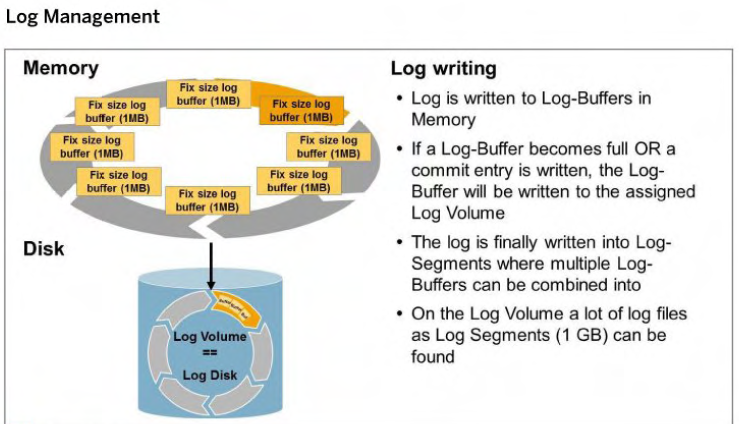 Log Management
Memory
Fix size log
buffer (1MB)
Fix size log
buffer (1MB)
Fix size log
buffer (1MB)
Fix size log
buffer (1MB)
Fix size log
buffer (1MB)
Fix size log
buffer (1MB)
Fix size log
buffer (1MB)
Fix size log
buffer (1MB)
Disk
Log Volume
==
Log Disk
Log writing
• Log is written to Log-Buffers in
Memory
• If a Log-Buffer becomes full OR a
commit entry is written, the Log-
Buffer will be written to the assigned
Log Volume
• The log is finally written into Log-
Segments where multiple Log-
Buffers can be combined into
• On the Log Volume a lot of log files
as Log Segments (1 GB) can be
found